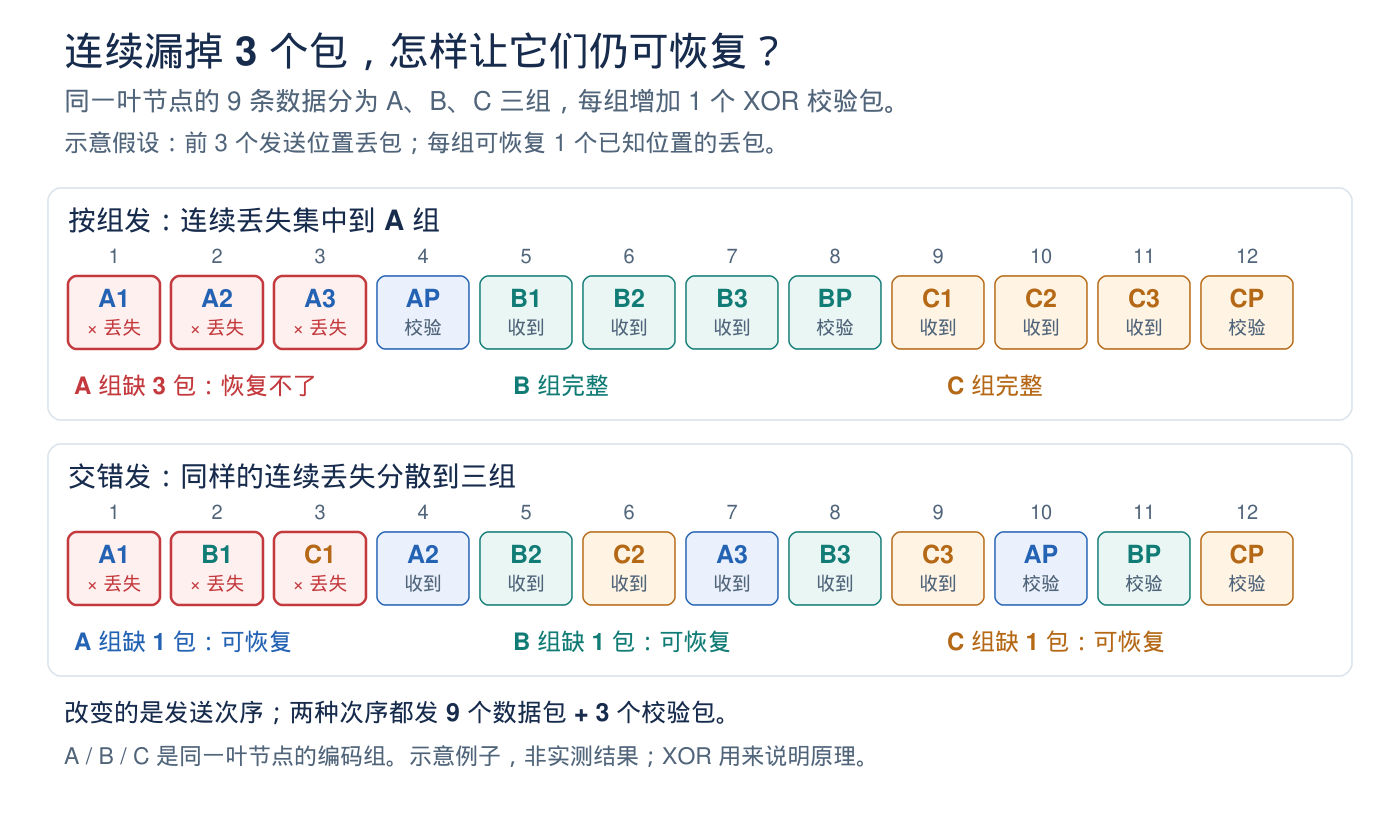 连续漏掉 3 个包，怎样让它们仍可恢复？
同一叶节点的 9 条数据分为 A、B、C 三组，每组增加 1 个 XOR 校验包。
示意假设：前 3 个发送位置丢包；每组可恢复 1 个已知位置的丢包。
按组发：连续丢失集中到 A 组
1 2 3 4 5 6 7 8 9 10 11 12
A1 A2 A3 AP B1 B2 B3 BP C1 C2 C3 CP
× 丢失 × 丢失 × 丢失 校验 收到 收到 收到 校验 收到 收到 收到 校验
A 组缺 3 包：恢复不了 B 组完整 C 组完整
交错发：同样的连续丢失分散到三组
1 2 3 4 5 6 7 8 9 10 11 12
A1 B1 C1 A2 B2 C2 A3 B3 C3 AP BP CP
× 丢失 × 丢失 × 丢失 收到 收到 收到 收到 收到 收到 校验 校验 校验
A 组缺 1 包：可恢复 B 组缺 1 包：可恢复 C 组缺 1 包：可恢复
改变的是发送次序；两种次序都发 9 个数据包 + 3 个校验包。
A / B / C 是同一叶节点的编码组。示意例子，非实测结果；XOR 用来说明原理。